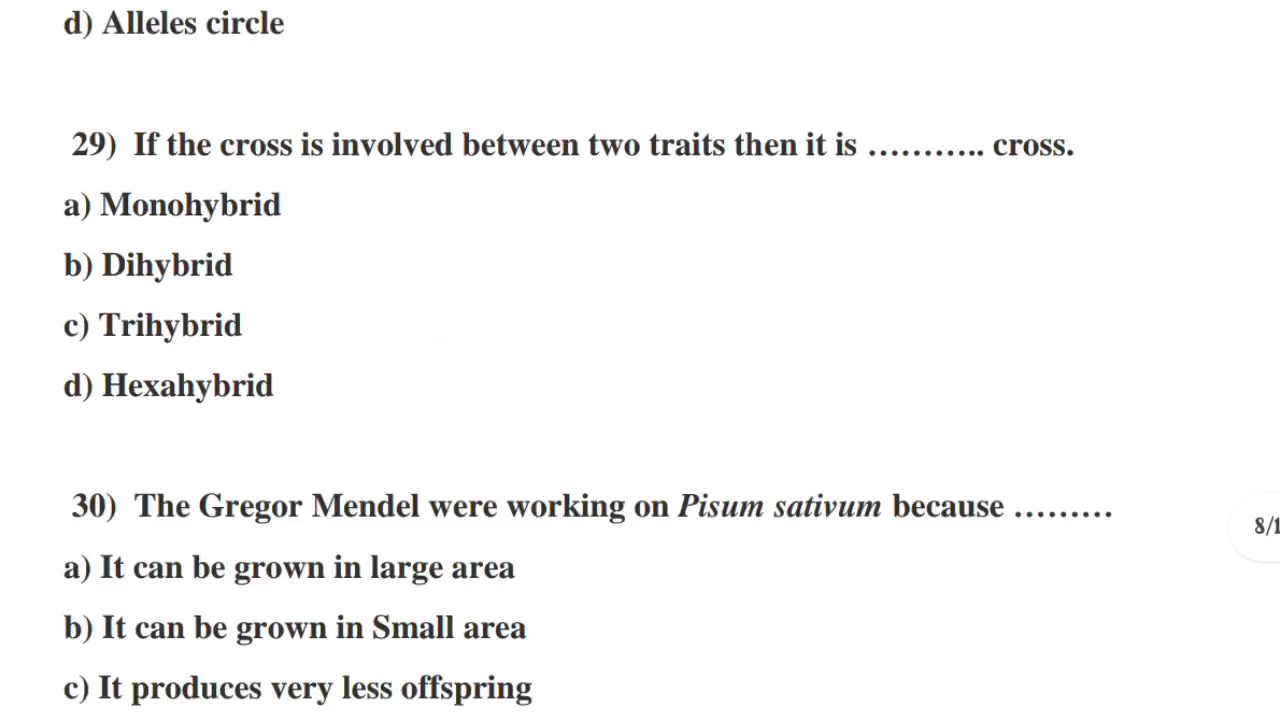 d) Alleles circle
29) If the cross is involved between two traits then it is ……….. cross.
a) Monohybrid
b) Dihybrid
c) Trihybrid
d) Hexahybrid
30) The Gregor Mendel were working on Pisum sativum because ………
8/1
a) It can be grown in large area
b) It can be grown in Small area
c) It produces very less offspring